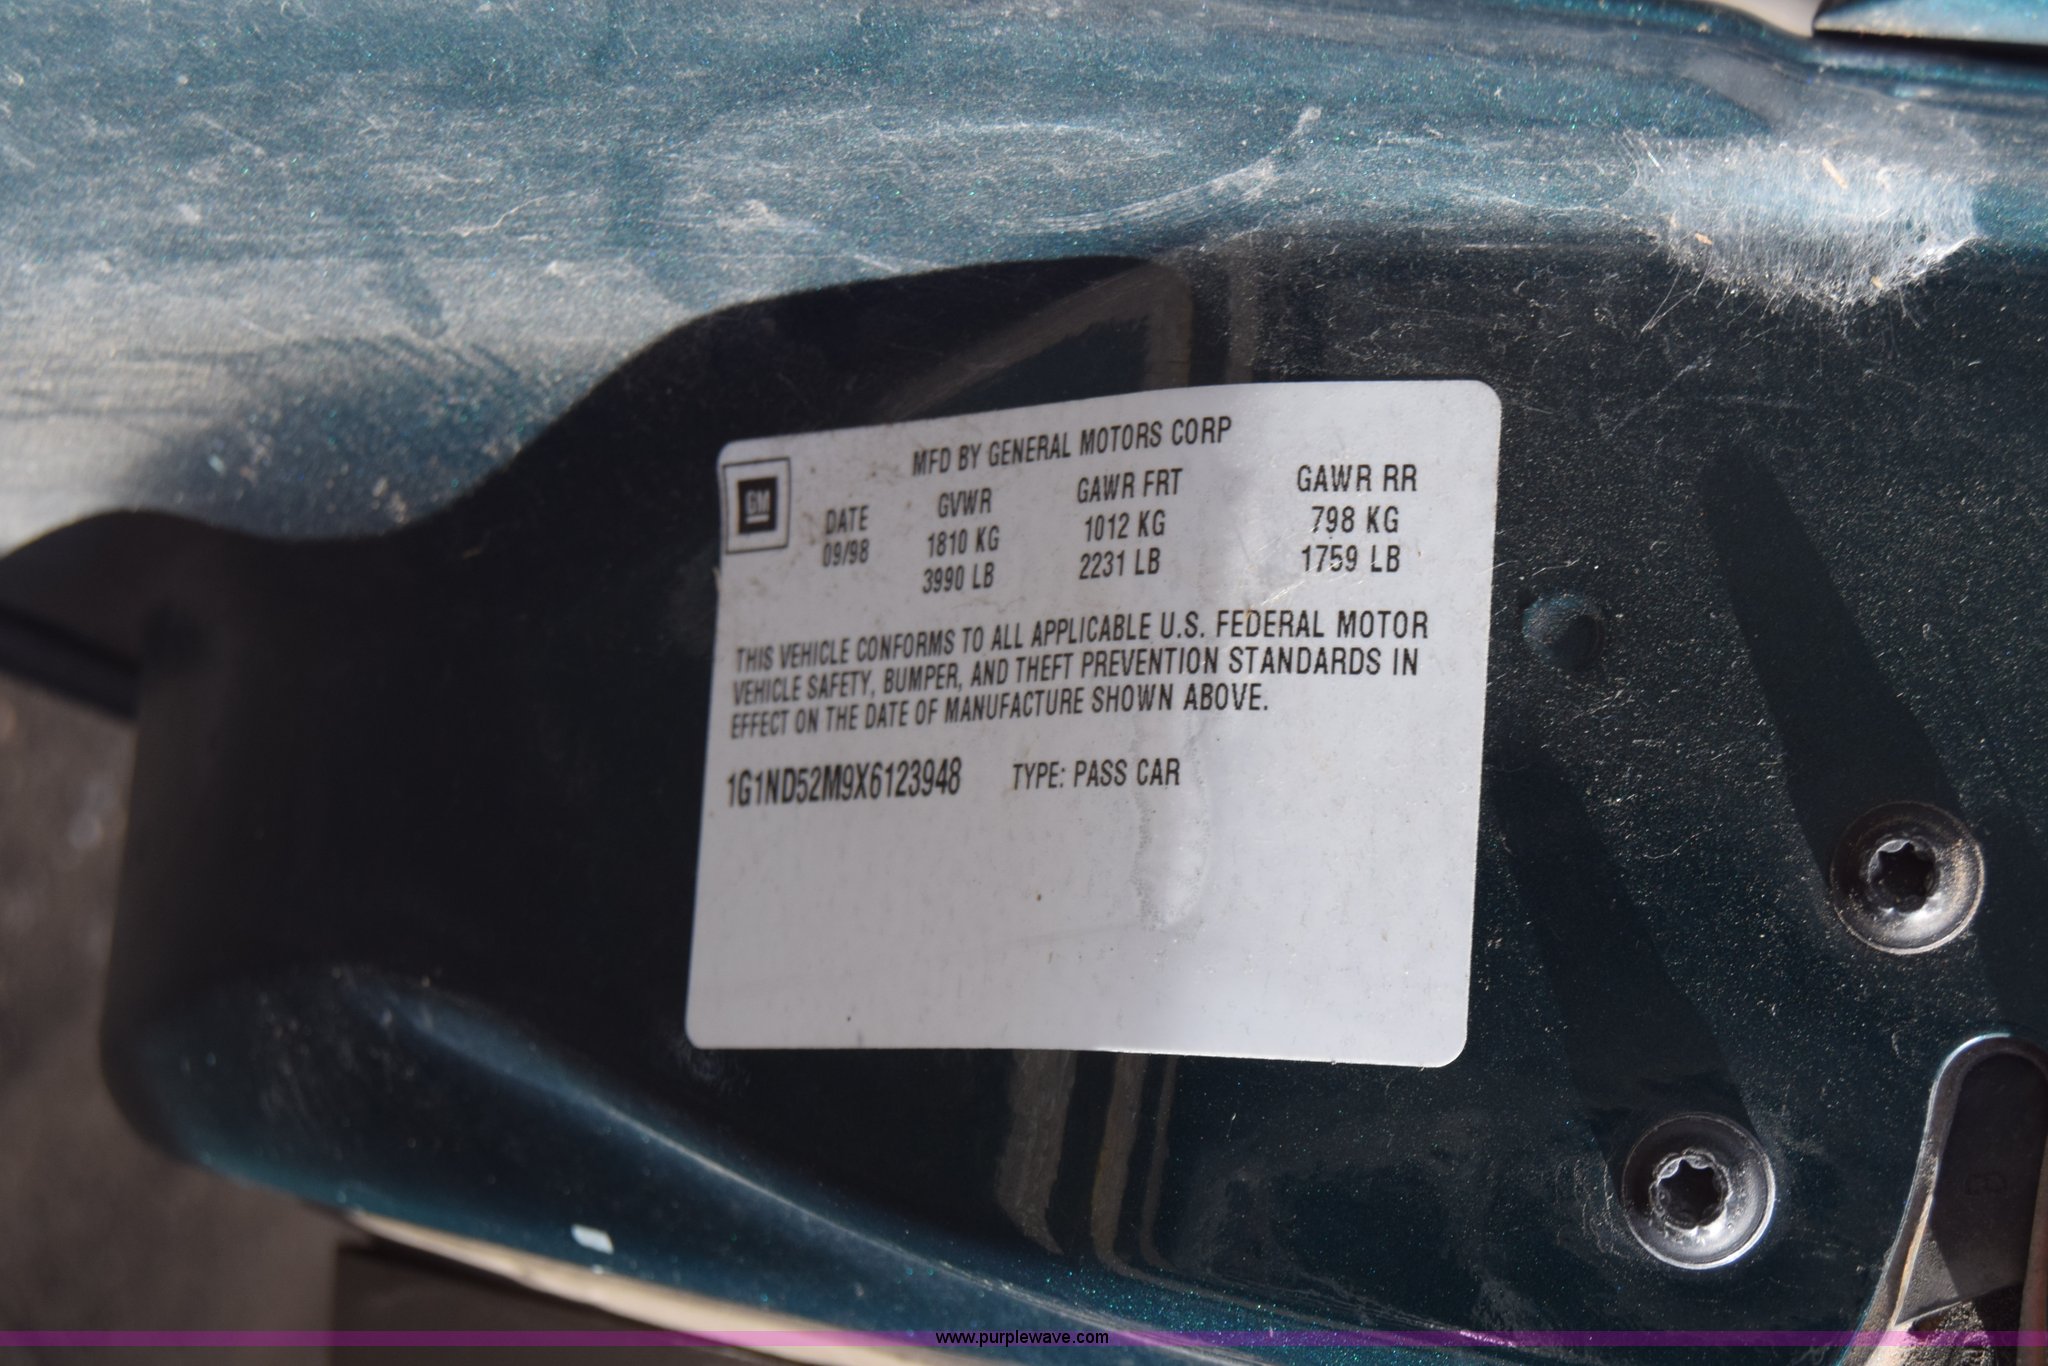 MFD BY GENERAL MOTORS CORP
GM
DATE GVWR GAWR FRT GAWR RR
09/98 1810 KG 1012 KG 798 KG
3990 LB 2231 LB 1759 LB
THIS VEHICLE CONFORMS TO ALL APPLICABLE U.S. FEDERAL MOTOR
VEHICLE SAFETY, BUMPER, AND THEFT PREVENTION STANDARDS IN
EFFECT ON THE DATE OF MANUFACTURE SHOWN ABOVE.
1G1ND52M9X6123948 TYPE: PASS CAR
www.purplewave.com